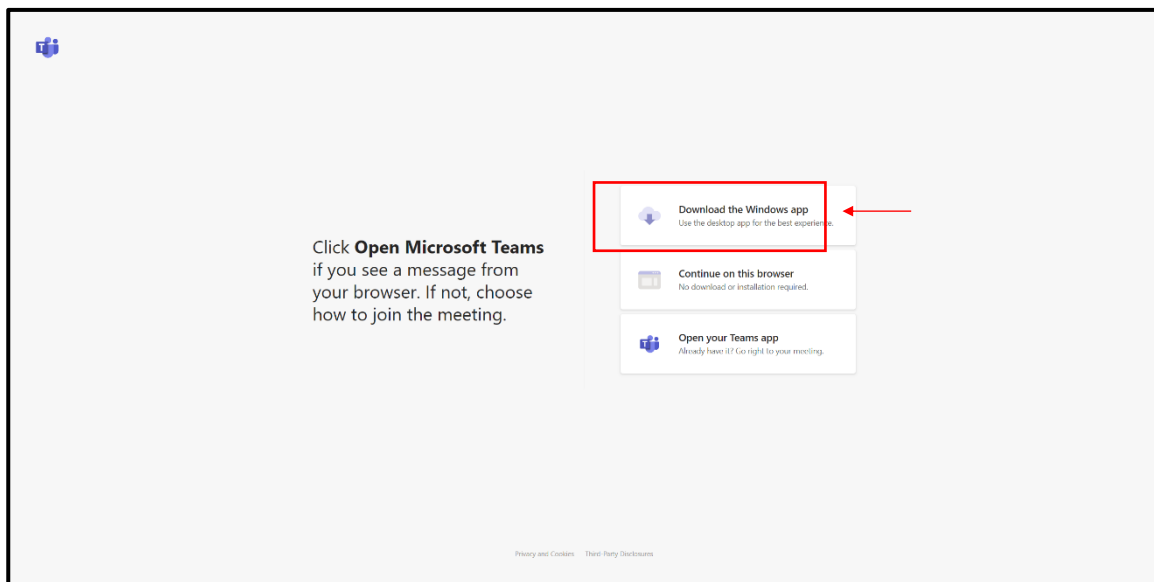 Click Open Microsoft Teams
if you see a message from
your browser. If not, choose
how to join the meeting.
Download the Windows app
Use the desktop app for the best experience.
Continue on this browser
No download or installation required.
Open your Teams app
Already have it? Go right to your meeting.
Privacy and Cookies Third-Party Disclosures